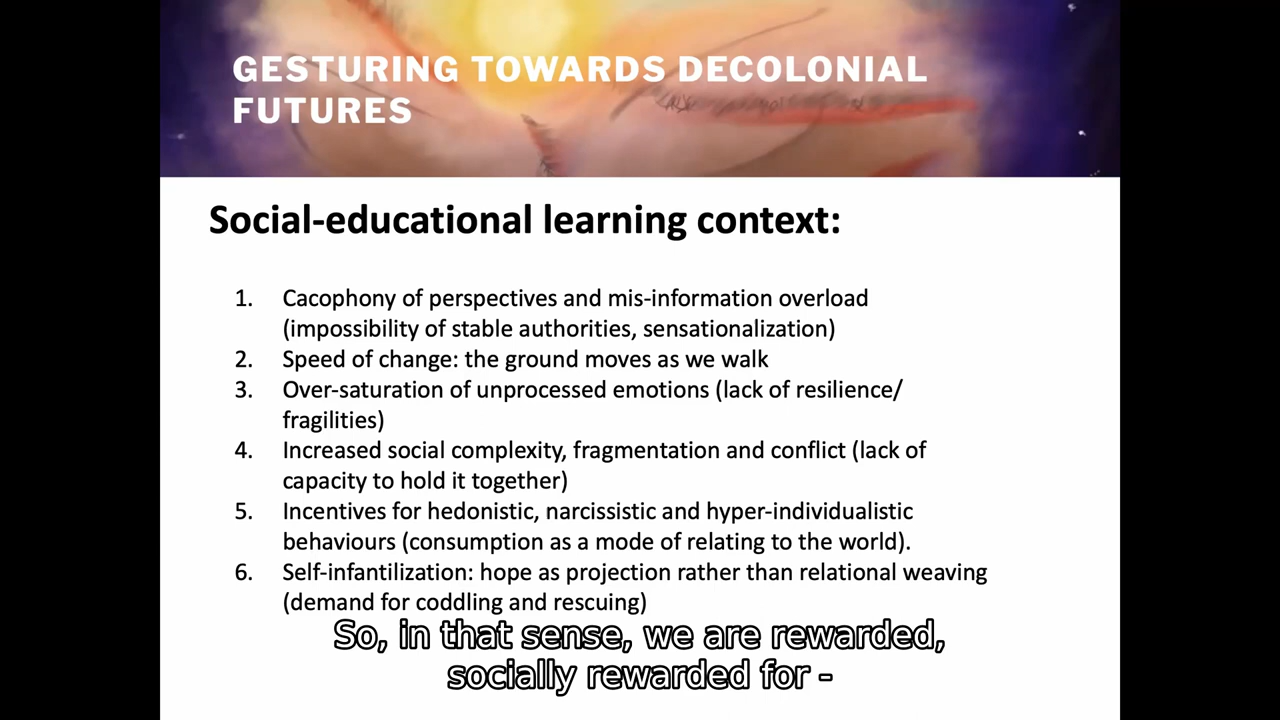 GESTURING TOWARDS DECOLONIAL
FUTURES
Social-educational learning context:
1. Cacophony of perspectives and mis-information overload
(impossibility of stable authorities, sensationalization)
2. Speed of change: the ground moves as we walk
3. Over-saturation of unprocessed emotions (lack of resilience/
fragilities)
4. Increased social complexity, fragmentation and conflict (lack of
capacity to hold it together)
5. Incentives for hedonistic, narcissistic and hyper-individualistic
behaviours (consumption as a mode of relating to the world).
6. Self-infantilization: hope as projection rather than relational weaving
(demand for coddling and rescuing)
So, in that sense, we are rewarded,
socially rewarded for -